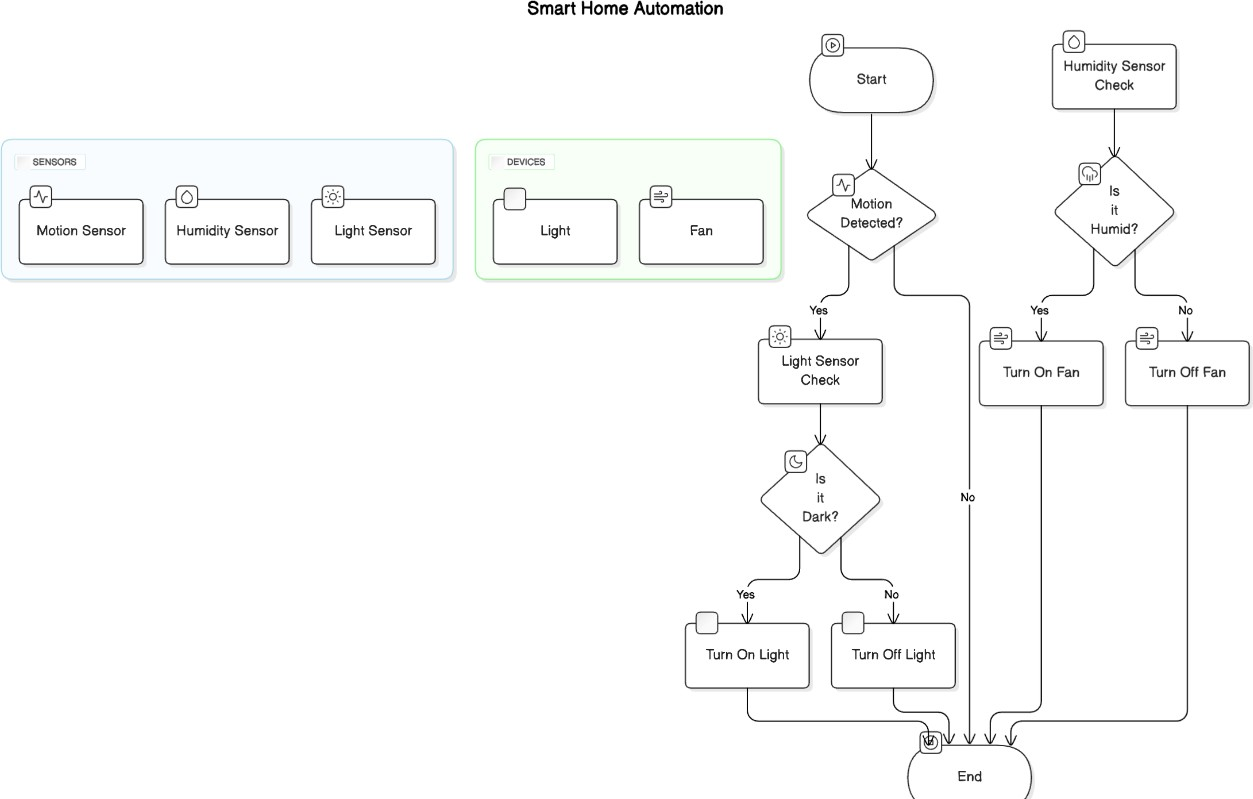 Smart Home Automation
Start
Humidity Sensor
Check
SENSORS
DEVICES
Motion Sensor
Humidity Sensor
Light Sensor
Light
Fan
Motion
Detected?
Is
it
Humid?
Yes
No
Yes
No
Light Sensor
Check
Turn On Fan
Turn Off Fan
Is
it
Dark?
Yes
No
Turn On Light
Turn Off Light
End